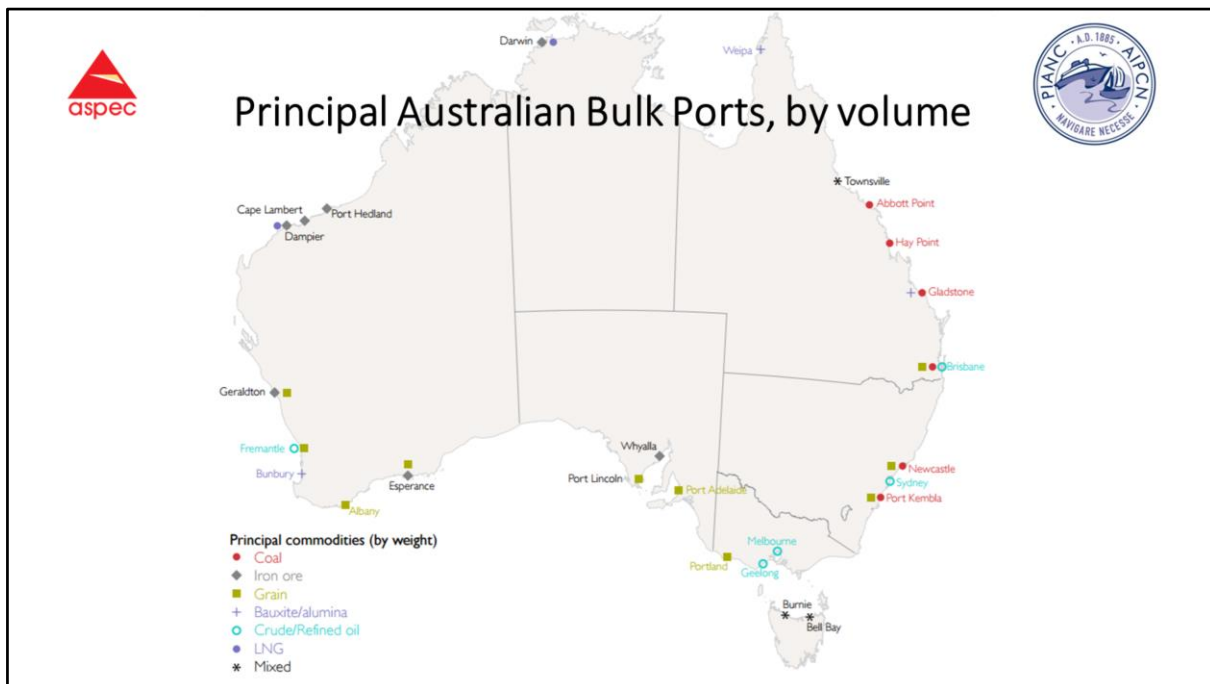 aspec
PIANC · A.D. 1885 · AIPCN
NAVIGARE NECESSE
Principal Australian Bulk Ports, by volume
Darwin
Weipa
Townsville
Cape Lambert
Port Hedland
Abbott Point
Dampier
Hay Point
Gladstone
Brisbane
Geraldton
Whyalla
Fremantle
Newcastle
Bunbury
Port Lincoln
Sydney
Esperance
Port Adelaide
Port Kembla
Albany
Melbourne
Portland
Geelong
Burnie
Bell Bay
Principal commodities (by weight)
Coal
Iron ore
Grain
Bauxite/alumina
Crude/Refined oil
LNG
Mixed